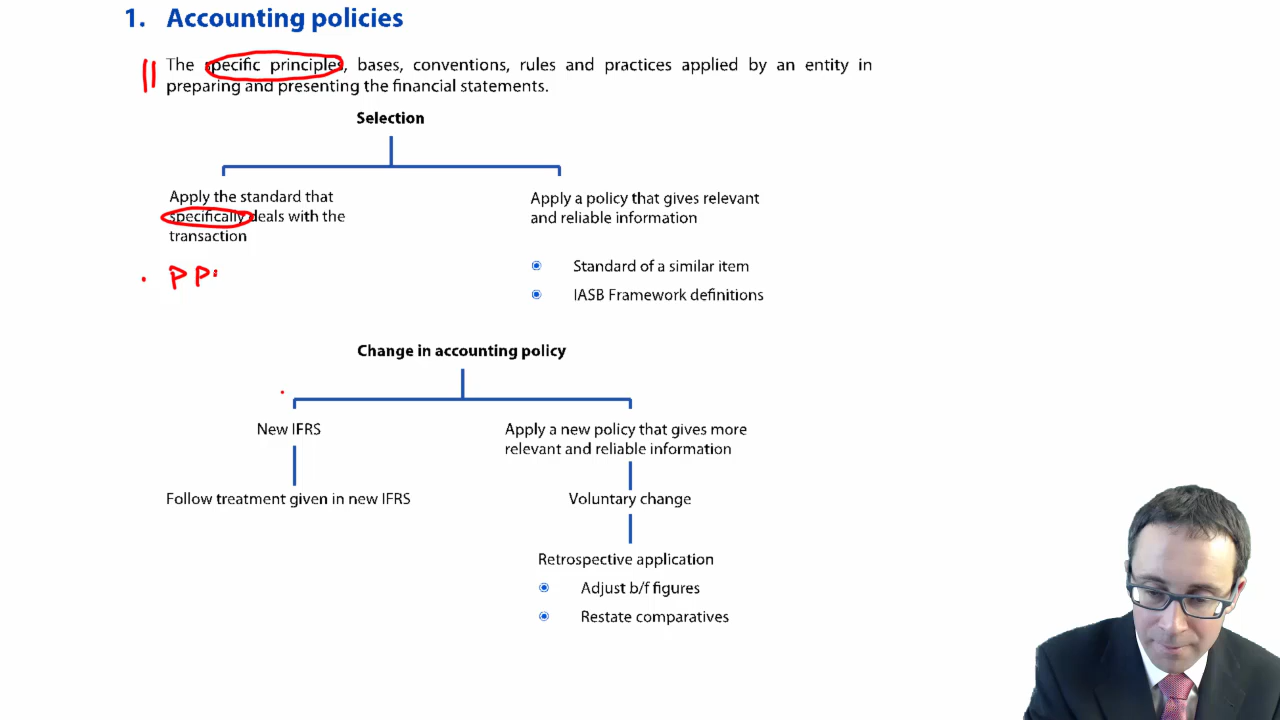 1. Accounting policies
The specific principles, bases, conventions, rules and practices applied by an entity in
preparing and presenting the financial statements.
Selection
Apply the standard that
specifically deals with the
transaction
Apply a policy that gives relevant
and reliable information
Standard of a similar item
IASB Framework definitions
PP
Change in accounting policy
New IFRS
Follow treatment given in new IFRS
Apply a new policy that gives more
relevant and reliable information
Voluntary change
Retrospective application
Adjust b/f figures
Restate comparatives